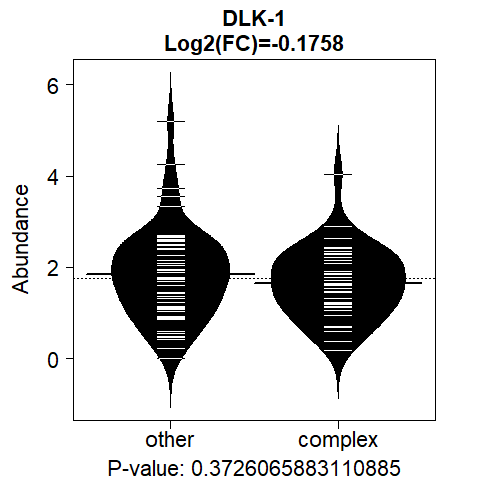 DLK-1
Log2(FC)=-0.1758
Abundance
6
4
2
0
other complex
P-value: 0.3726065883110885